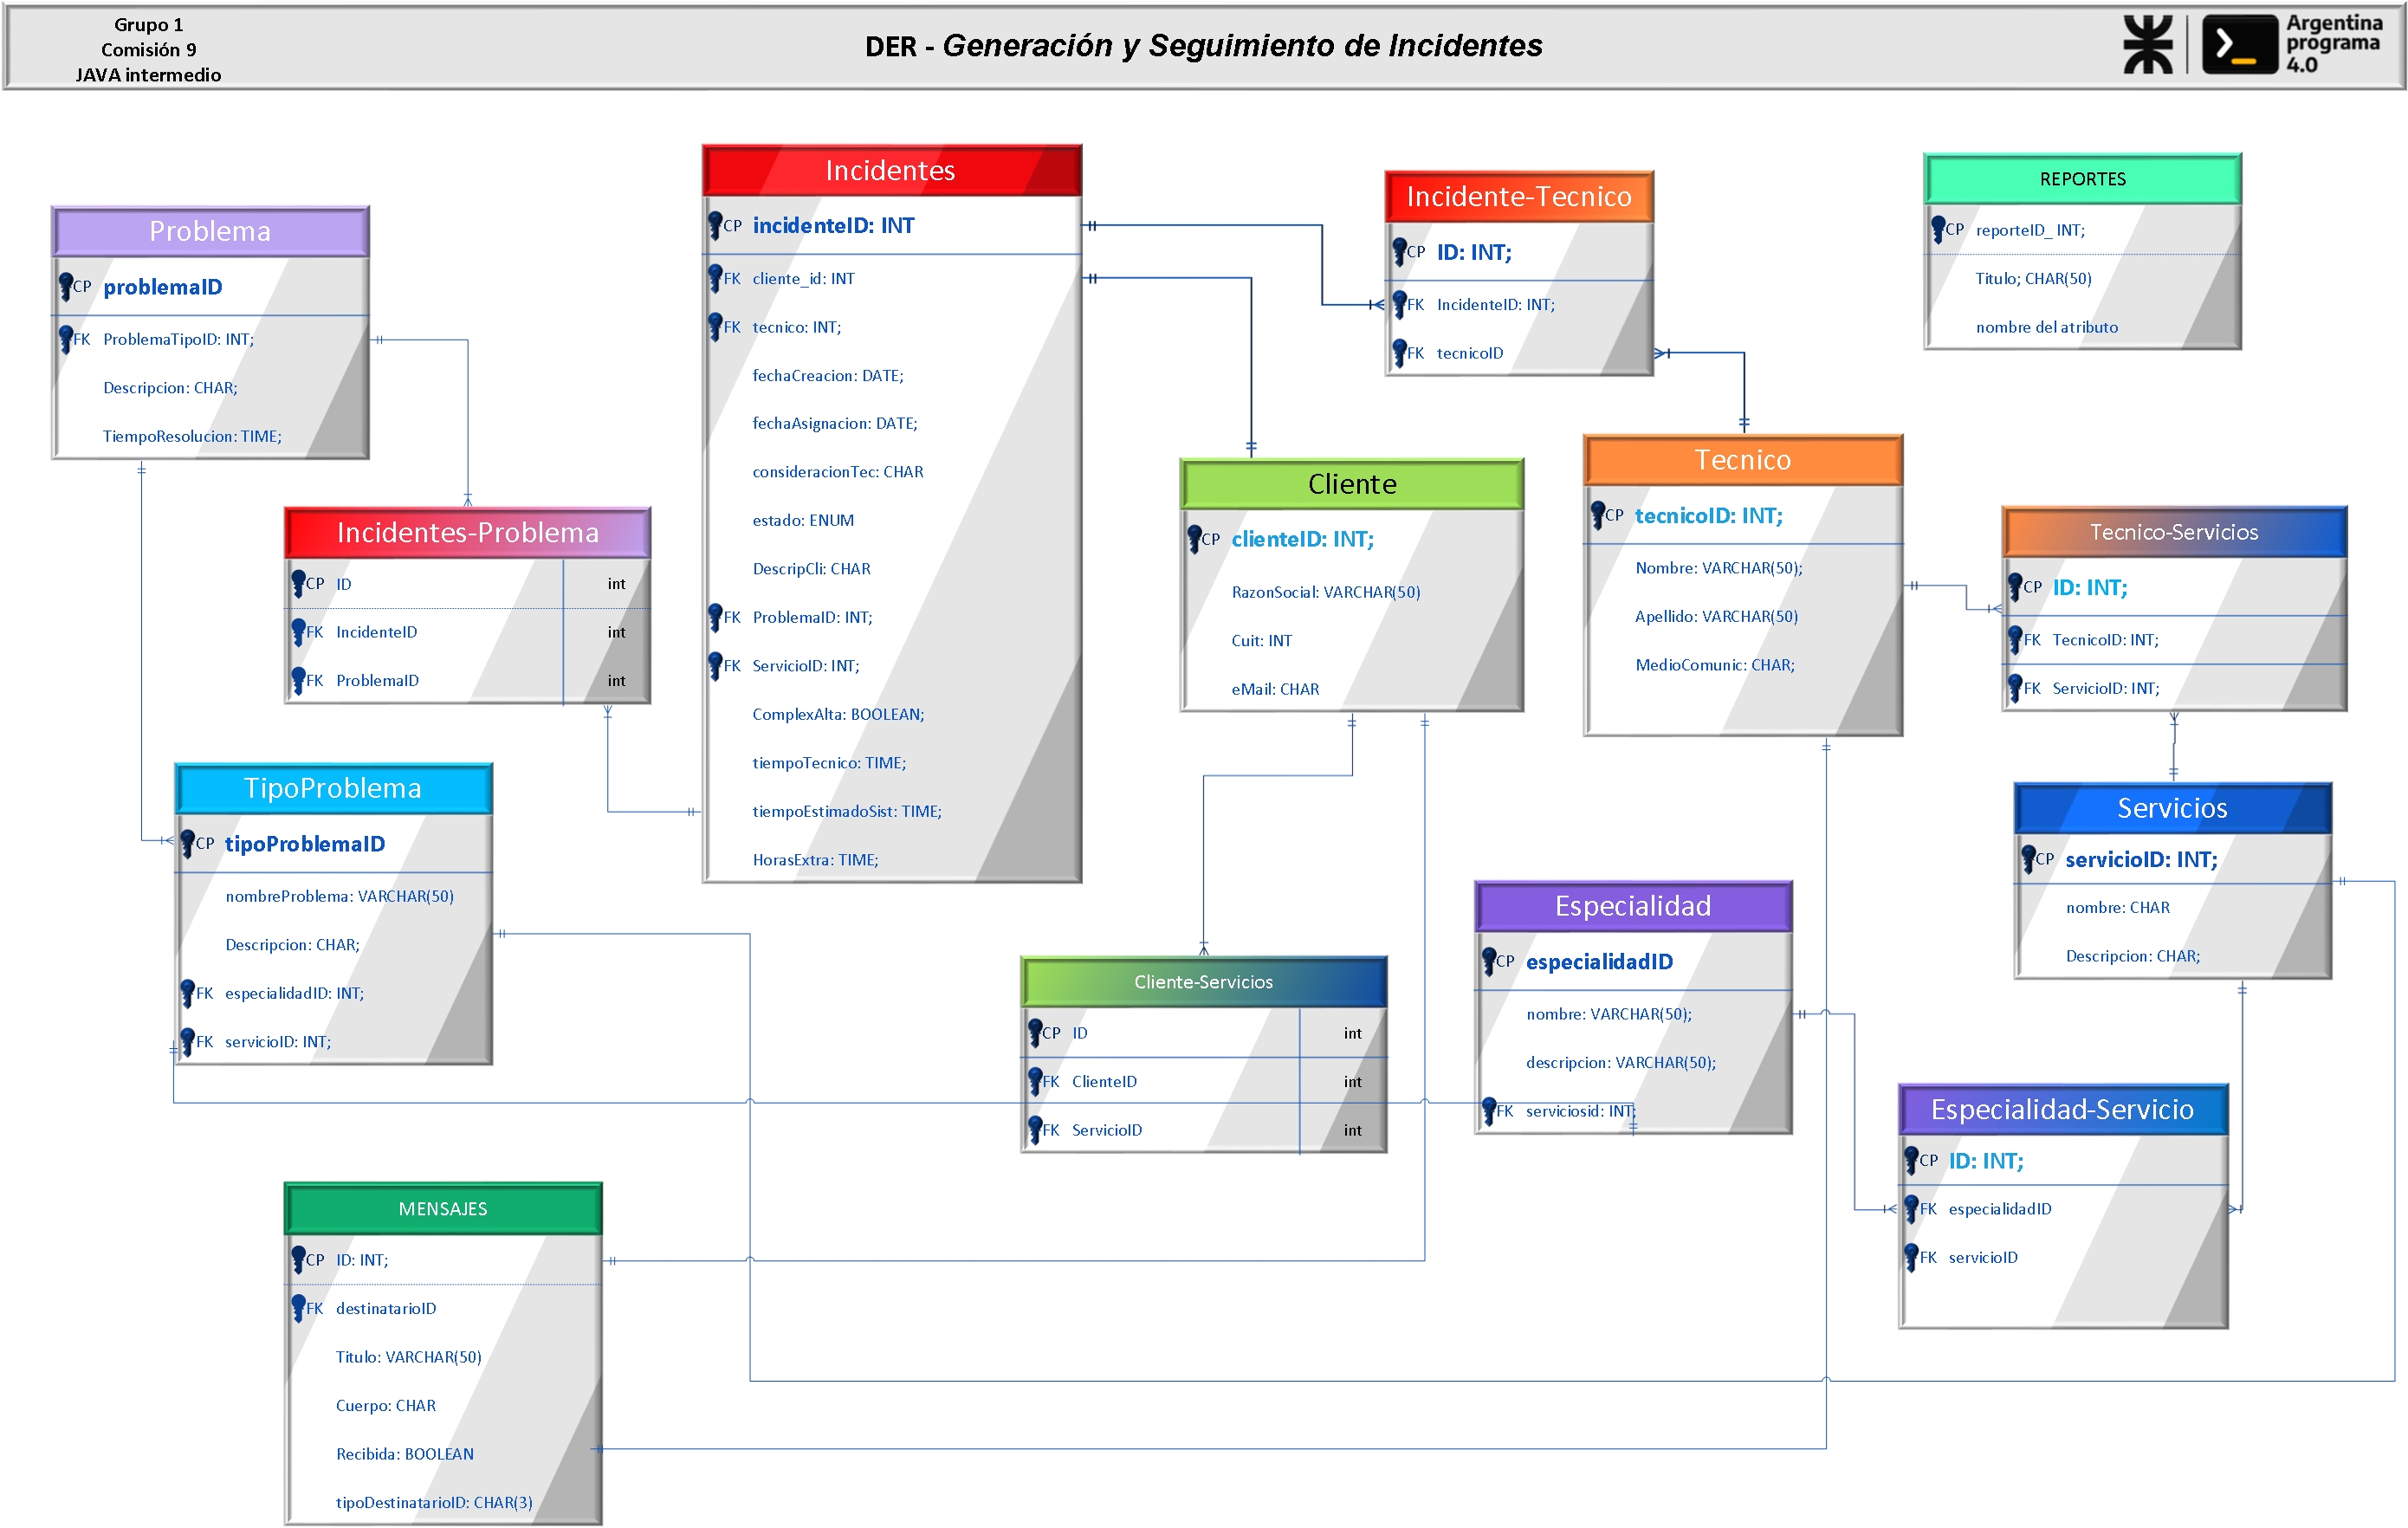 Grupo 1
Comisión 9
JAVA intermedio
DER - Generación y Seguimiento de Incidentes
Argentina
programa
4.0
Problema
CP problemaID
FK ProblemaTipoID: INT;
Descripcion: CHAR;
TiempoResolucion: TIME;
Incidentes
CP incidenteID: INT
FK cliente_id: INT
FK tecnico: INT;
fechaCreacion: DATE;
fechaAsignacion: DATE;
consideracionTec: CHAR
estado: ENUM
DescripCli: CHAR
FK ProblemaID: INT;
FK ServicioID: INT;
ComplexAlta: BOOLEAN;
tiempoTecnico: TIME;
tiempoEstimadoSist: TIME;
HorasExtra: TIME;
Incidente-Tecnico
CP ID: INT;
FK IncidenteID: INT;
FK tecnicoID
REPORTES
CP reporteID_ INT;
Titulo; CHAR(50)
nombre del atributo
Incidentes-Problema
CP ID int
FK IncidenteID int
FK ProblemaID int
Cliente
CP clienteID: INT;
RazonSocial: VARCHAR(50)
Cuit: INT
eMail: CHAR
Tecnico
CP tecnicoID: INT;
Nombre: VARCHAR(50);
Apellido: VARCHAR(50)
MedioComunic: CHAR;
Tecnico-Servicios
CP ID: INT;
FK TecnicoID: INT;
FK ServicioID: INT;
TipoProblema
CP tipoProblemaID
nombreProblema: VARCHAR(50)
Descripcion: CHAR;
FK especialidadID: INT;
FK servicioID: INT;
Servicios
CP servicioID: INT;
nombre: CHAR
Descripcion: CHAR;
Cliente-Servicios
CP ID int
FK ClienteID int
FK ServicioID int
Especialidad
CP especialidadID
nombre: VARCHAR(50);
descripcion: VARCHAR(50);
FK serviciosid: INT;
Especialidad-Servicio
CP ID: INT;
FK especialidadID
FK servicioID
MENSAJES
CP ID: INT;
FK destinatarioID
Titulo: VARCHAR(50)
Cuerpo: CHAR
Recibida: BOOLEAN
tipoDestinatarioID: CHAR(3)